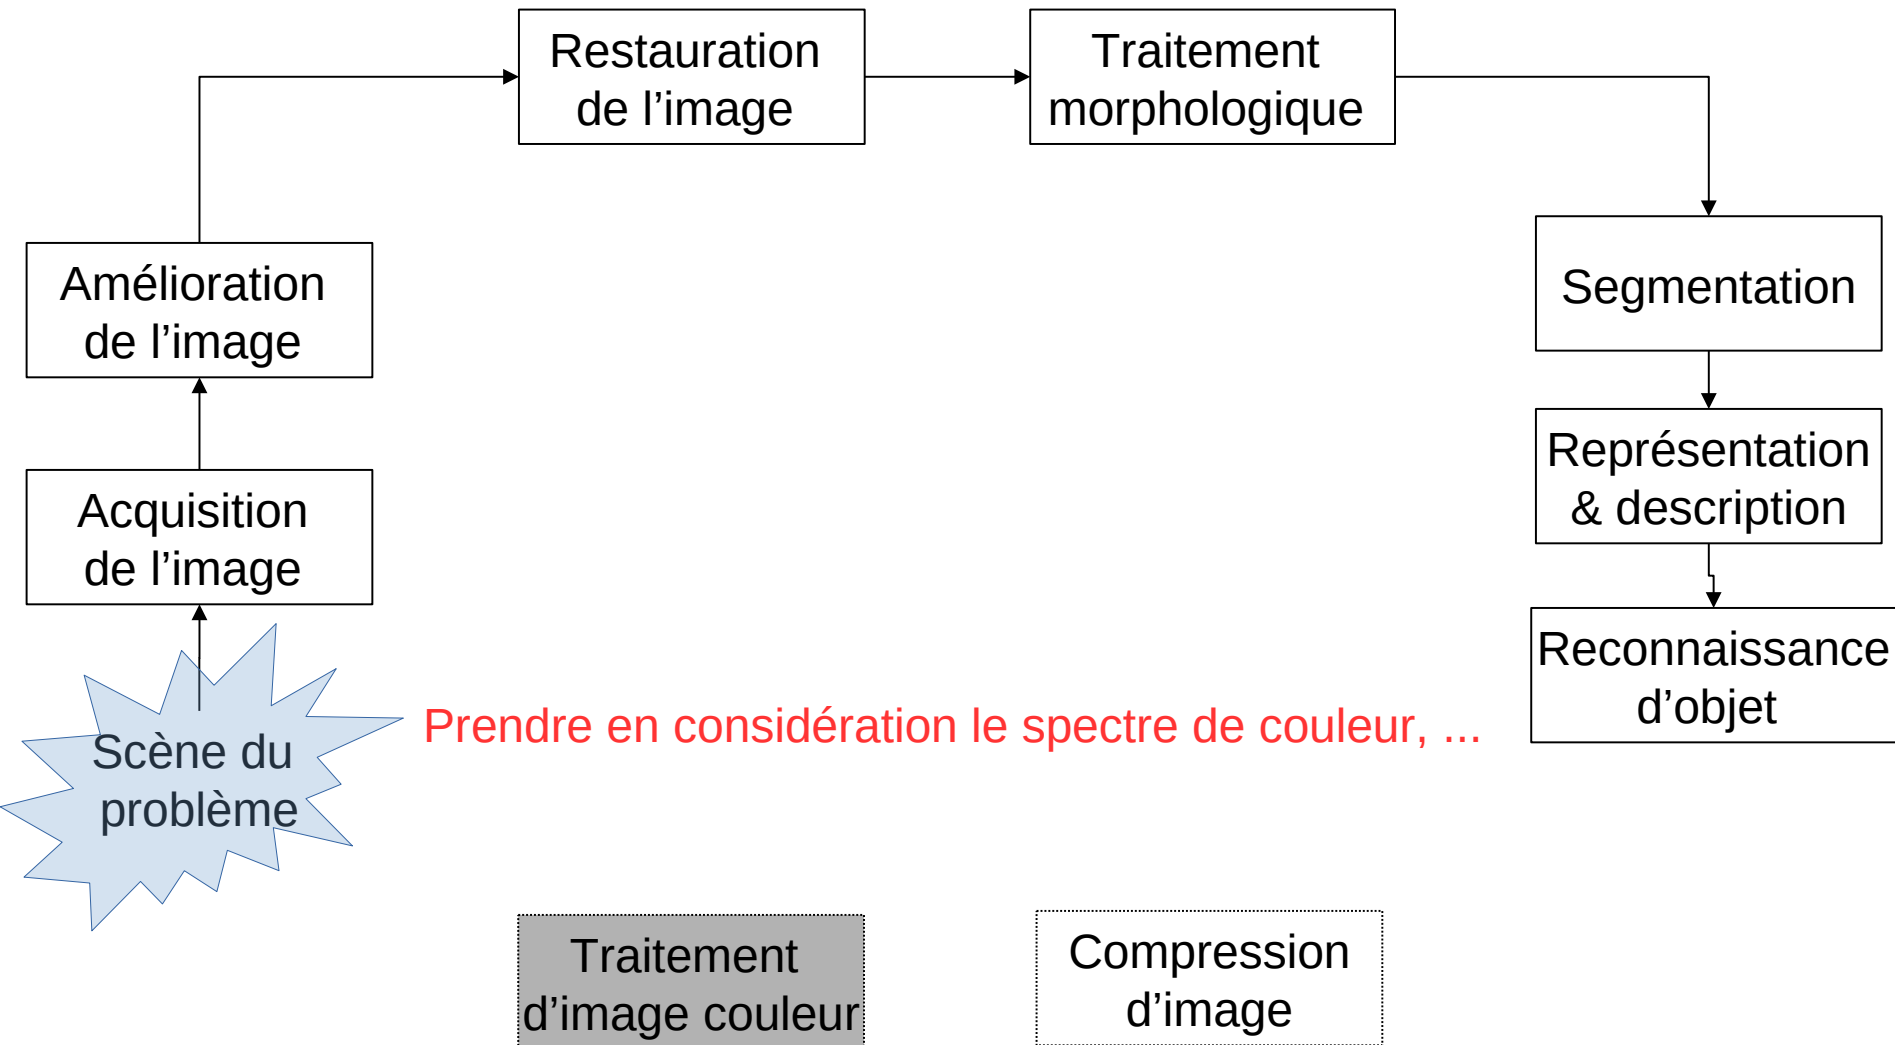 Restauration
de l’image
Traitement
morphologique
Amélioration
de l’image
Segmentation
Représentation
& description
Acquisition
de l’image
Reconnaissance
d’objet
Prendre en considération le spectre de couleur, ...
Scène du
problème
Traitement
d’image couleur
Compression
d’image